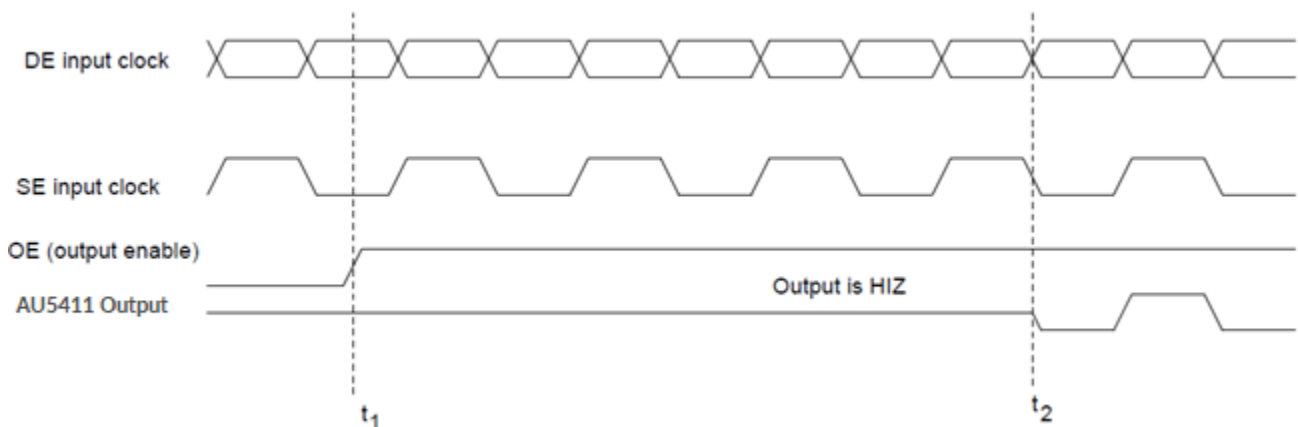 DE input clock
SE input clock
OE (output enable)
Output is HIZ
AU5411 Output
t1
t2